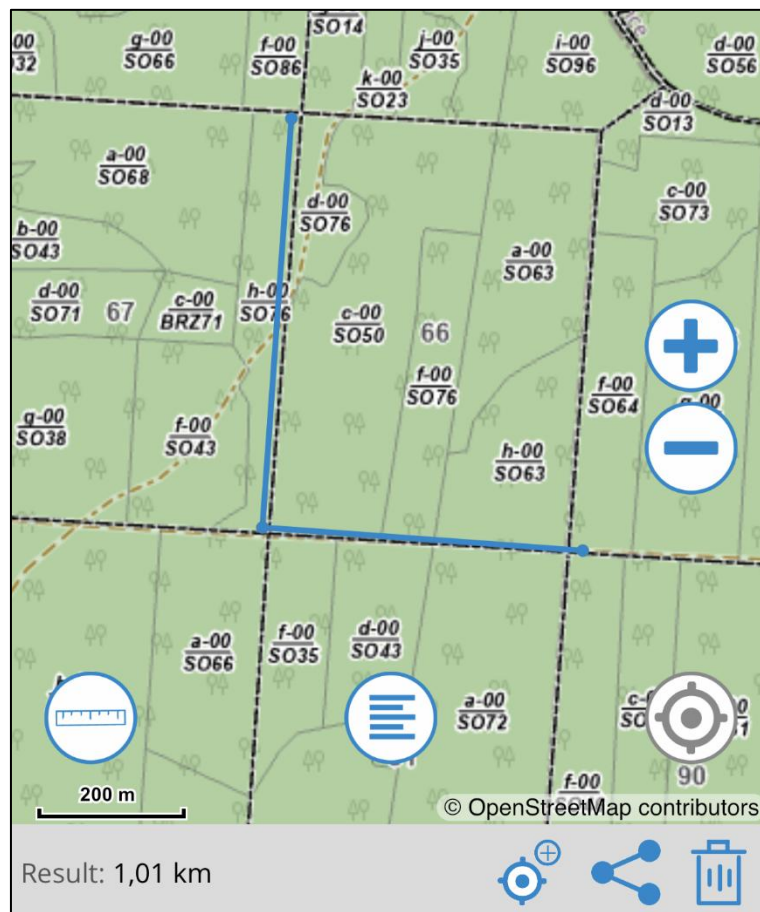 SO14
-00
O32
g-00
SO66
f-00
SO86
j-00
SO35
i-00
SO96
d-00
SO56
k-00
SO23
d-00
SO13
a-00
SO68
c-00
SO73
d-00
SO76
b-00
SO43
a-00
SO63
d-00
SO71
67
c-00
BRZ71
h-00
SO76
c-00
SO50
66
f-00
SO76
f-00
SO64
g-00
SO38
f-00
SO43
h-00
SO63
a-00
SO66
f-00
SO35
d-00
SO43
a-00
SO72
90
f-00
200 m
© OpenStreetMap contributors
Result: 1,01 km